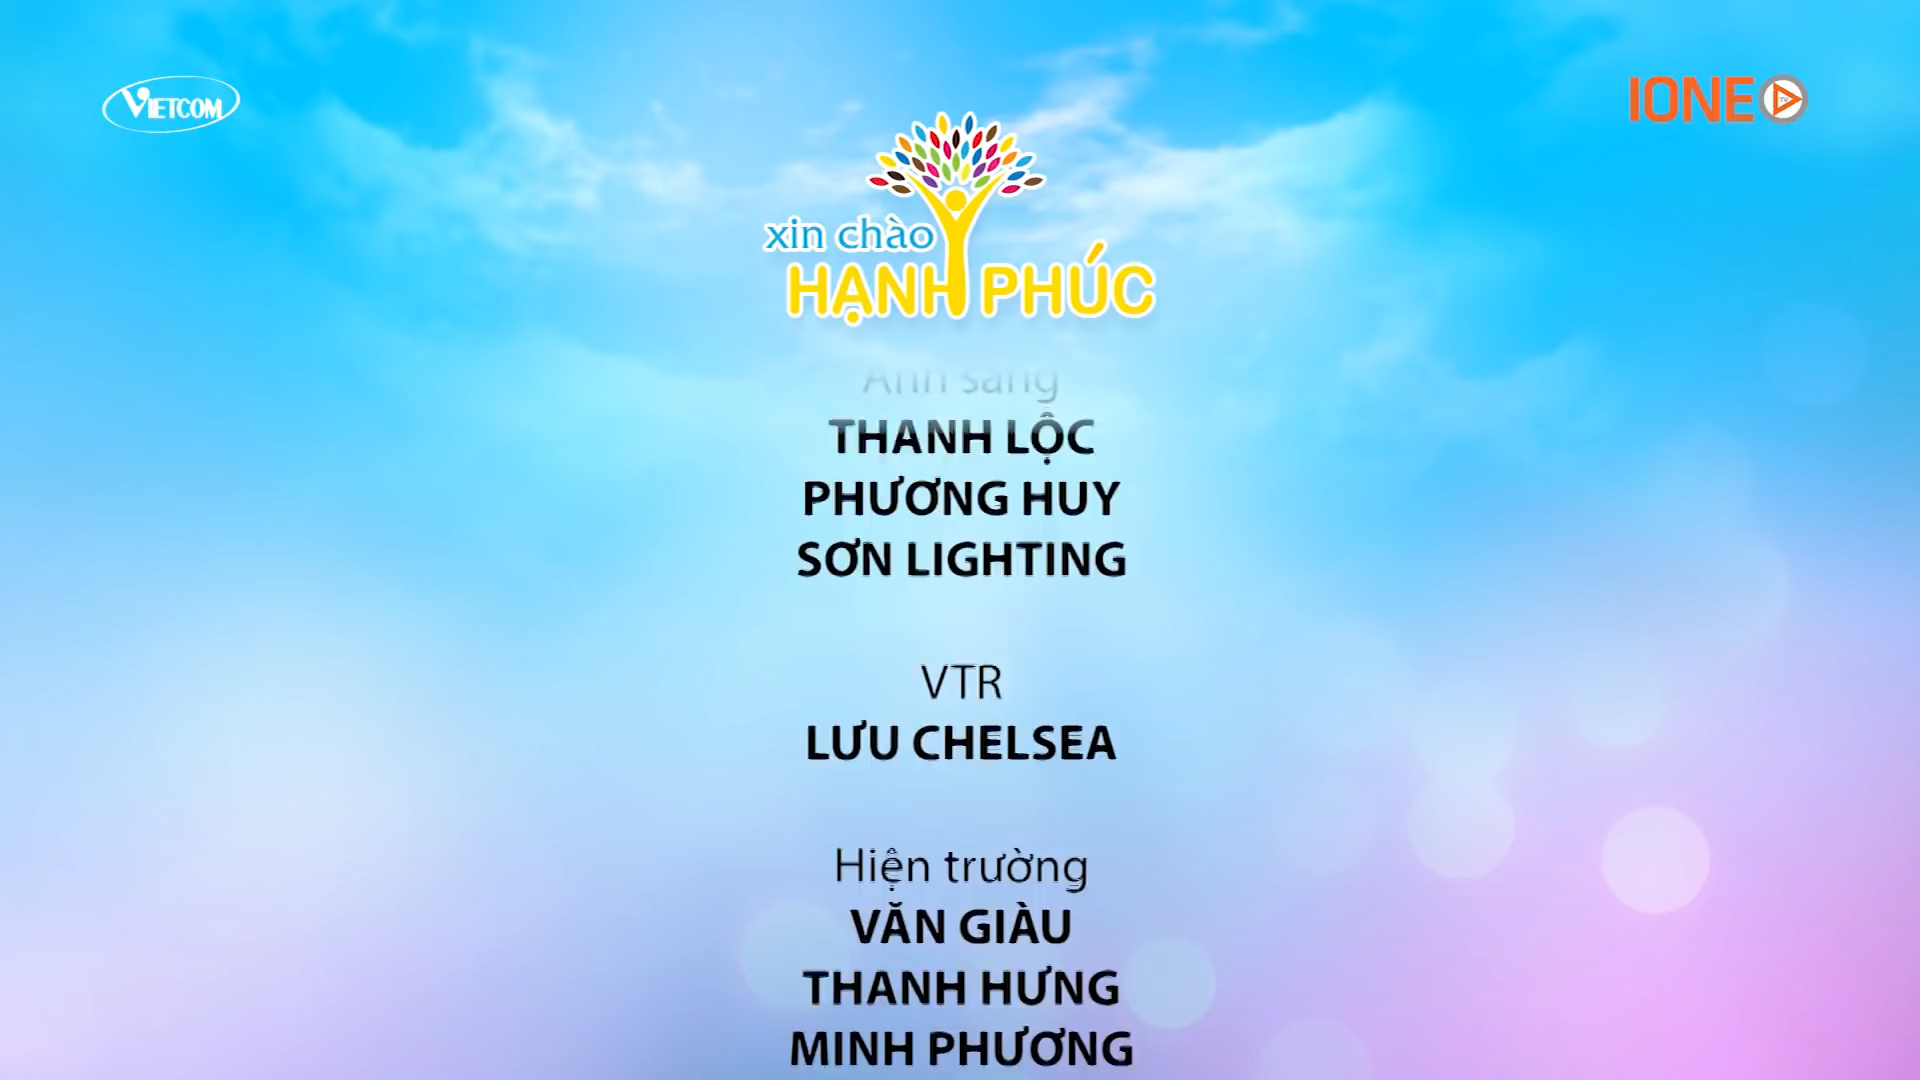 VIETCOM
IONE TV
xin chào
HẠNH PHÚC
Ánh sáng
THANH LỘC
PHƯƠNG HUY
SƠN LIGHTING
VTR
LƯU CHELSEA
Hiện trường
VĂN GIÀU
THANH HƯNG
MINH PHƯƠNG